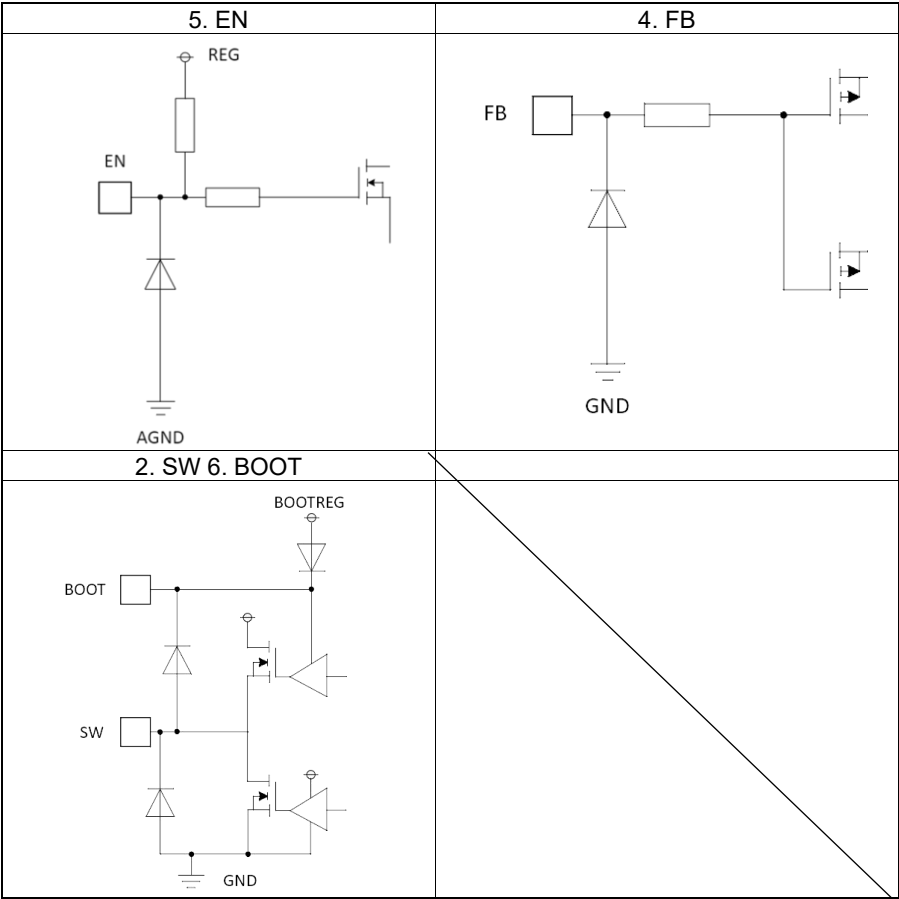 5. EN
4. FB
REG
EN
AGND
FB
GND
2. SW 6. BOOT
BOOTREG
BOOT
SW
GND